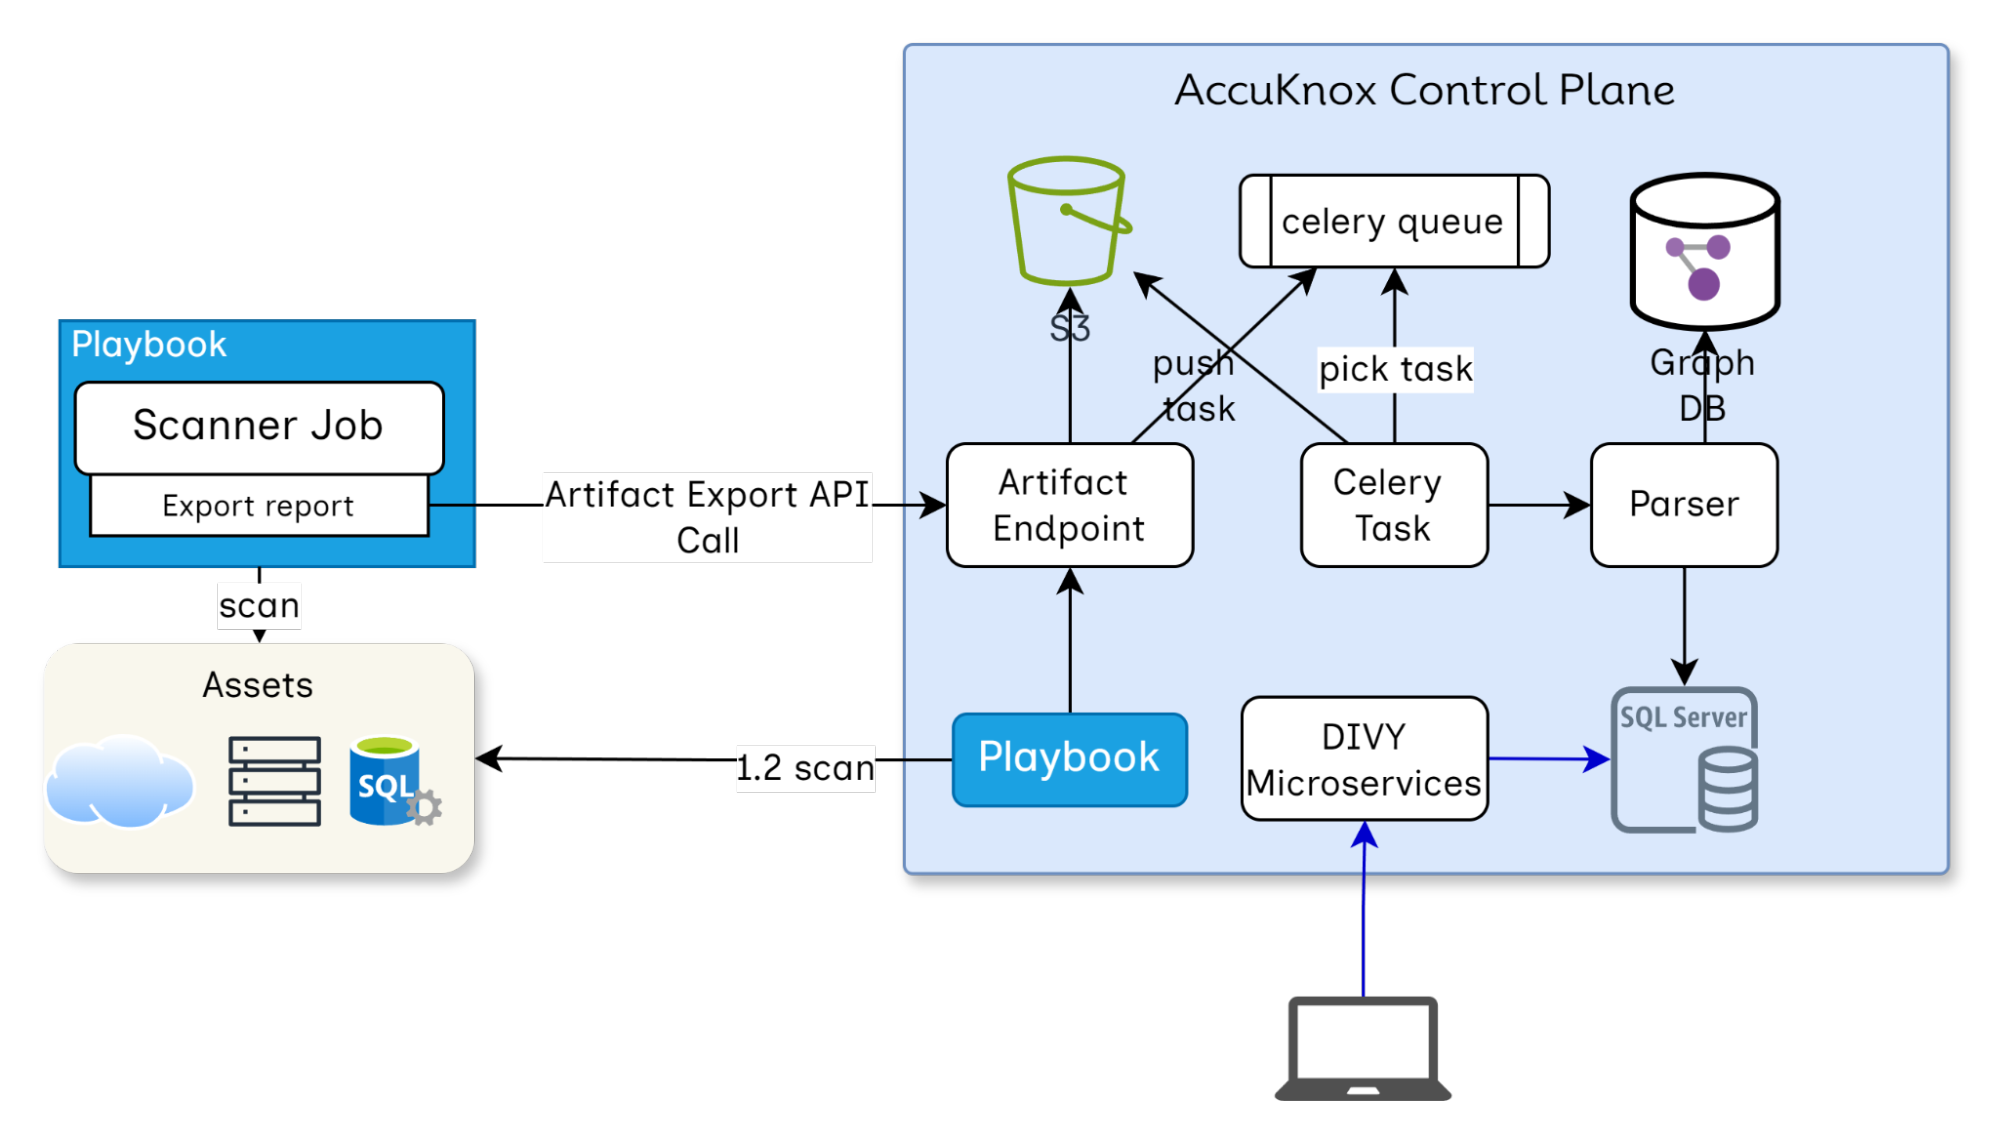 AccuKnox Control Plane
celery queue
S3
push
task
pick task
Graph
DB
Playbook
Scanner Job
Export report
Artifact Export API
Call
Artifact
Endpoint
Celery
Task
Parser
scan
Assets
SQL
1.2 scan
Playbook
DIVY
Microservices
SQL Server